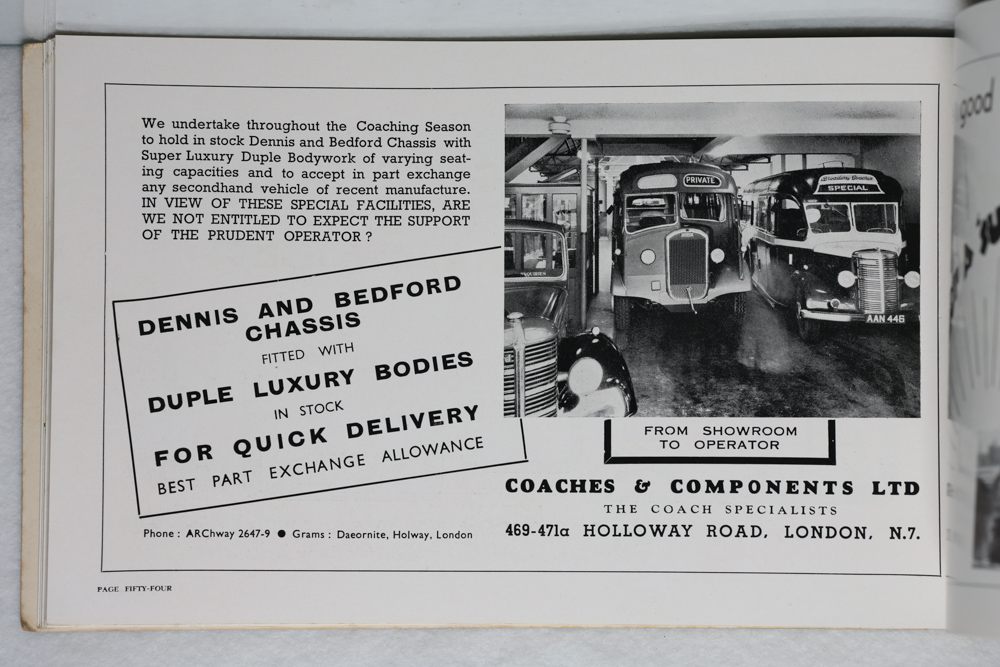 We undertake throughout the Coaching Season
to hold in stock Dennis and Bedford Chassis with
Super Luxury Duple Bodywork of varying seat-
ing capacities and to accept in part exchange
any secondhand vehicle of recent manufacture.
IN VIEW OF THESE SPECIAL FACILITIES, ARE
WE NOT ENTITLED TO EXPECT THE SUPPORT
OF THE PRUDENT OPERATOR ?
DENNIS AND BEDFORD
CHASSIS
FITTED WITH
DUPLE LUXURY BODIES
IN STOCK
FOR QUICK DELIVERY
BEST PART EXCHANGE ALLOWANCE
Phone : ARChway 2647-9 ● Grams : Daeornite, Holway, London
PRIVATE
SPECIAL
AAN 446
FROM SHOWROOM
TO OPERATOR
COACHES & COMPONENTS LTD
THE COACH SPECIALISTS
469-471a HOLLOWAY ROAD, LONDON, N.7.
PAGE FIFTY-FOUR
good